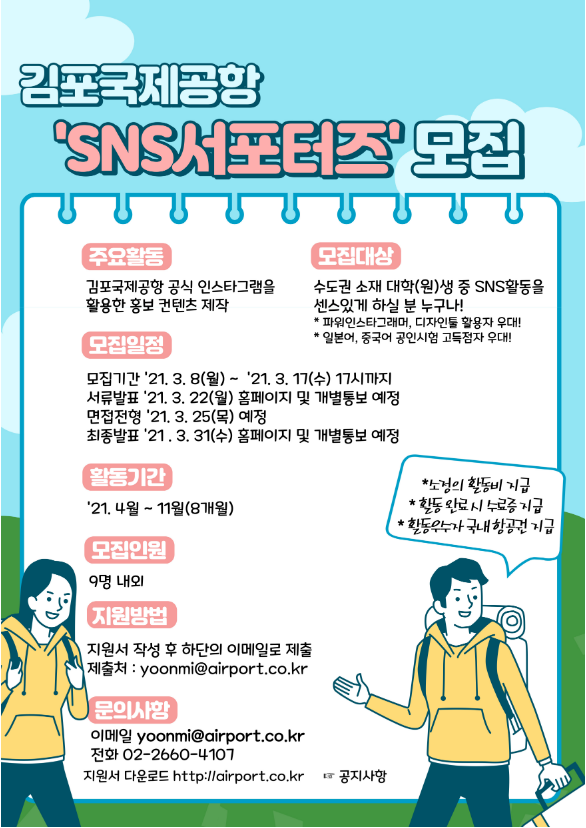 김포국제공항
'SNS서포터즈' 모집
주요활동
김포국제공항 공식 인스타그램을
활용한 홍보 컨텐츠 제작
모집대상
수도권 소재 대학(원)생 중 SNS활동을
센스있게 하실 분 누구나!
* 파워인스타그래머, 디자인툴 활용자 우대!
* 일본어, 중국어 공인시험 고득점자 우대!
모집일정
모집기간 '21. 3. 8(월) ~ '21. 3. 17(수) 17시까지
서류발표 '21. 3. 22(월) 홈페이지 및 개별통보 예정
면접전형 '21. 3. 25(목) 예정
최종발표 '21 . 3. 31(수) 홈페이지 및 개별통보 예정
활동기간
'21. 4월 ~ 11월(8개월)
*소정의 활동비 지급
* 활동 완료 시 수료증 지급
* 활동우수자 국내 항공권 지급
모집인원
9명 내외
지원방법
지원서 작성 후 하단의 이메일로 제출
제출처 : yoonmi@airport.co.kr
문의사항
이메일 yoonmi@airport.co.kr
전화 02-2660-4107
지원서 다운로드 http://airport.co.kr ☞ 공지사항